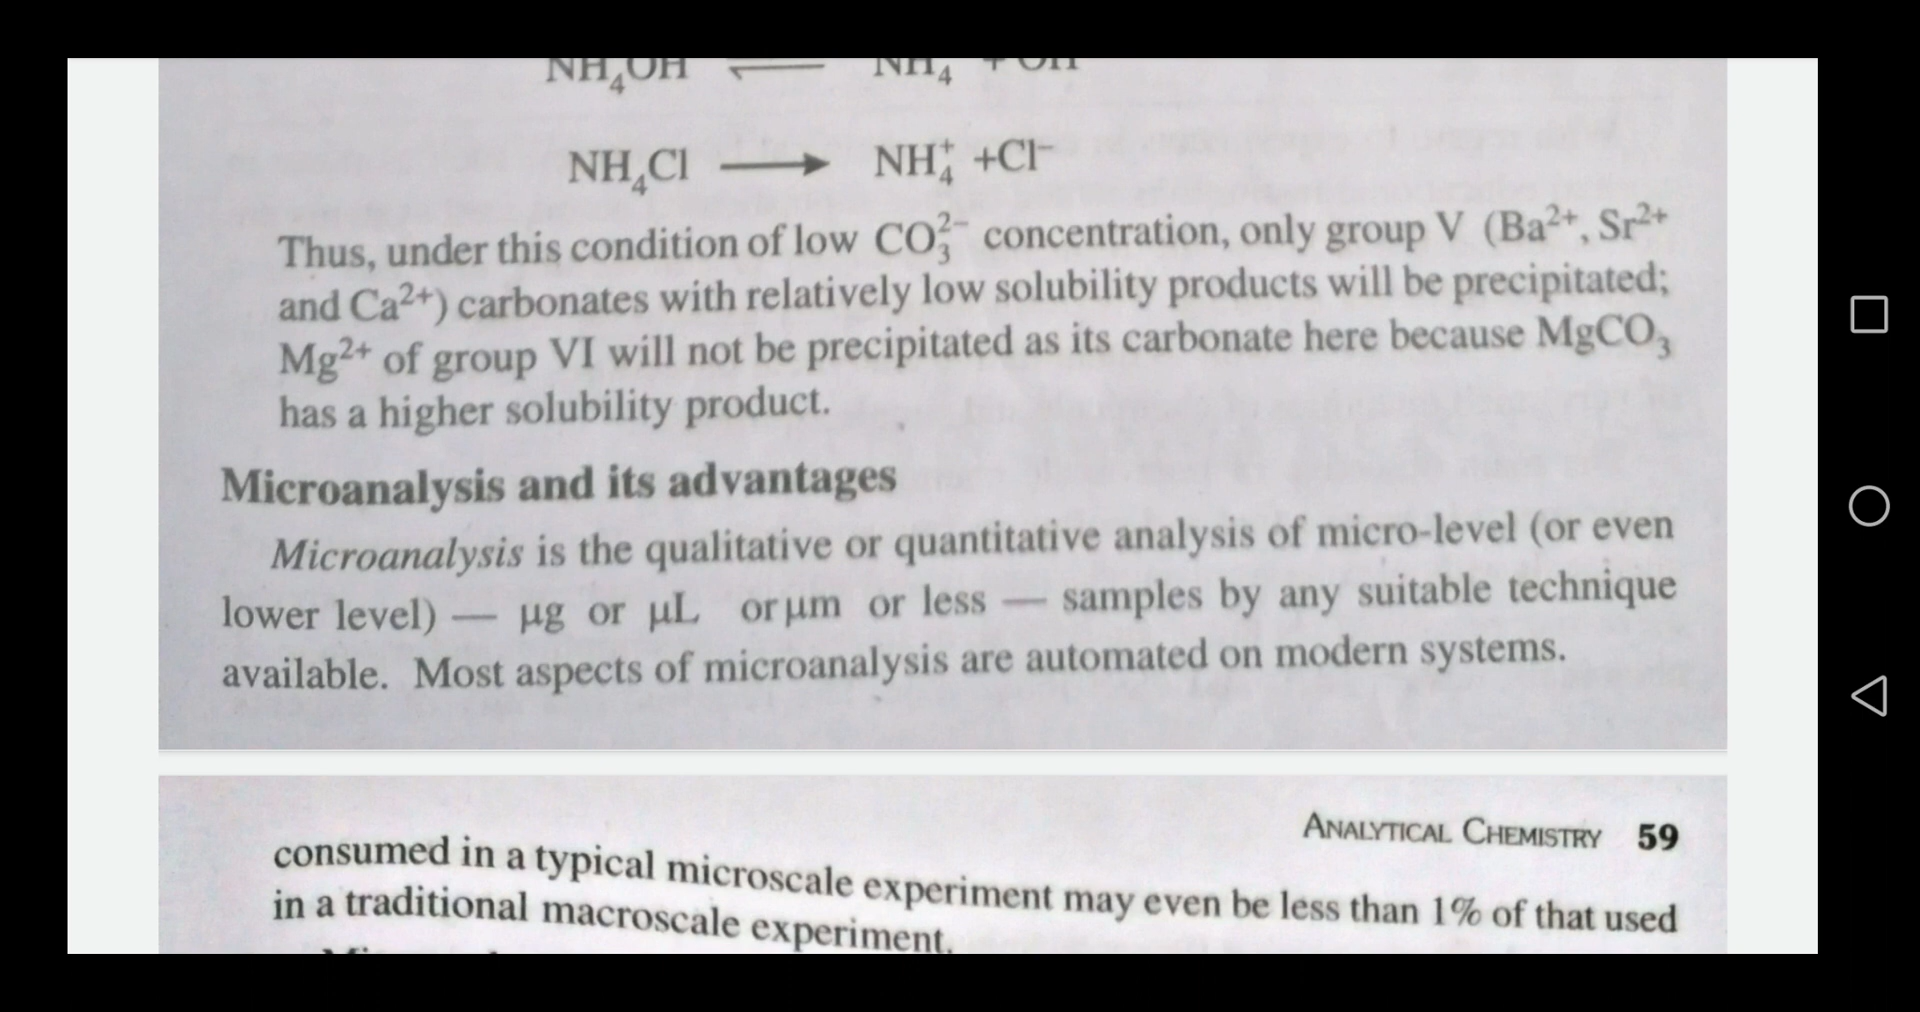 NH₄OH ⇌ NH₄ + OH
NH₄Cl ⟶ NH₄⁺ +Cl⁻
Thus, under this condition of low CO₃²⁻ concentration, only group V (Ba²⁺, Sr²⁺
and Ca²⁺) carbonates with relatively low solubility products will be precipitated;
Mg²⁺ of group VI will not be precipitated as its carbonate here because MgCO₃
has a higher solubility product.
Microanalysis and its advantages
Microanalysis is the qualitative or quantitative analysis of micro-level (or even
lower level) — μg or μL or μm or less — samples by any suitable technique
available. Most aspects of microanalysis are automated on modern systems.
ANALYTICAL CHEMISTRY 59
consumed in a typical microscale experiment may even be less than 1% of that used
in a traditional macroscale experiment.